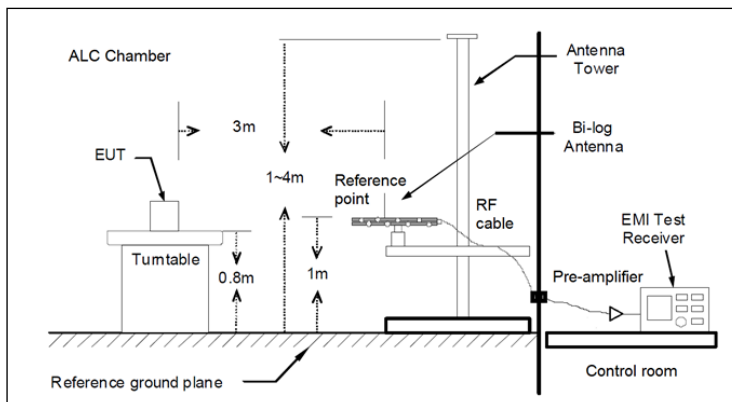 ALC Chamber
Antenna
Tower
3m
Bi-log
Antenna
EUT
1~4m
Reference
point
RF
cable
EMI Test
Receiver
Turntable
0.8m
1m
Pre-amplifier
Reference ground plane
Control room